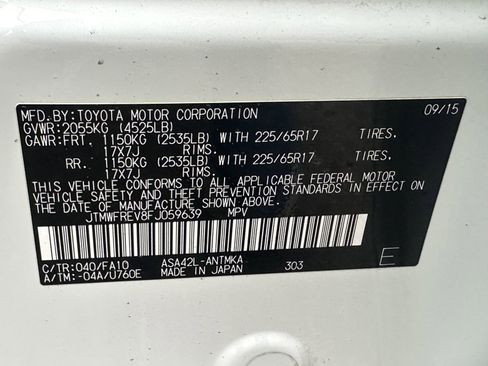 MFD.BY:TOYOTA MOTOR CORPORATION 09/15
GVWR:2055KG (4525LB)
GAWR:FRT. 1150KG (2535LB) WITH 225/65R17 TIRES.
17X7J RIMS.
RR. 1150KG (2535LB) WITH 225/65R17 TIRES.
17X7J RIMS.
THIS VEHICLE CONFORMS TO ALL APPLICABLE FEDERAL MOTOR
VEHICLE SAFETY AND BUMPER STANDARDS IN EFFECT ON
THE DATE OF MANUFACTURE SHOWN ABOVE.
JTMWFREV8FJ059639 MPV
C/TR:040/FA10 ASA42L-ANTMKA
A/TM:-04A/U760E MADE IN JAPAN 303 E